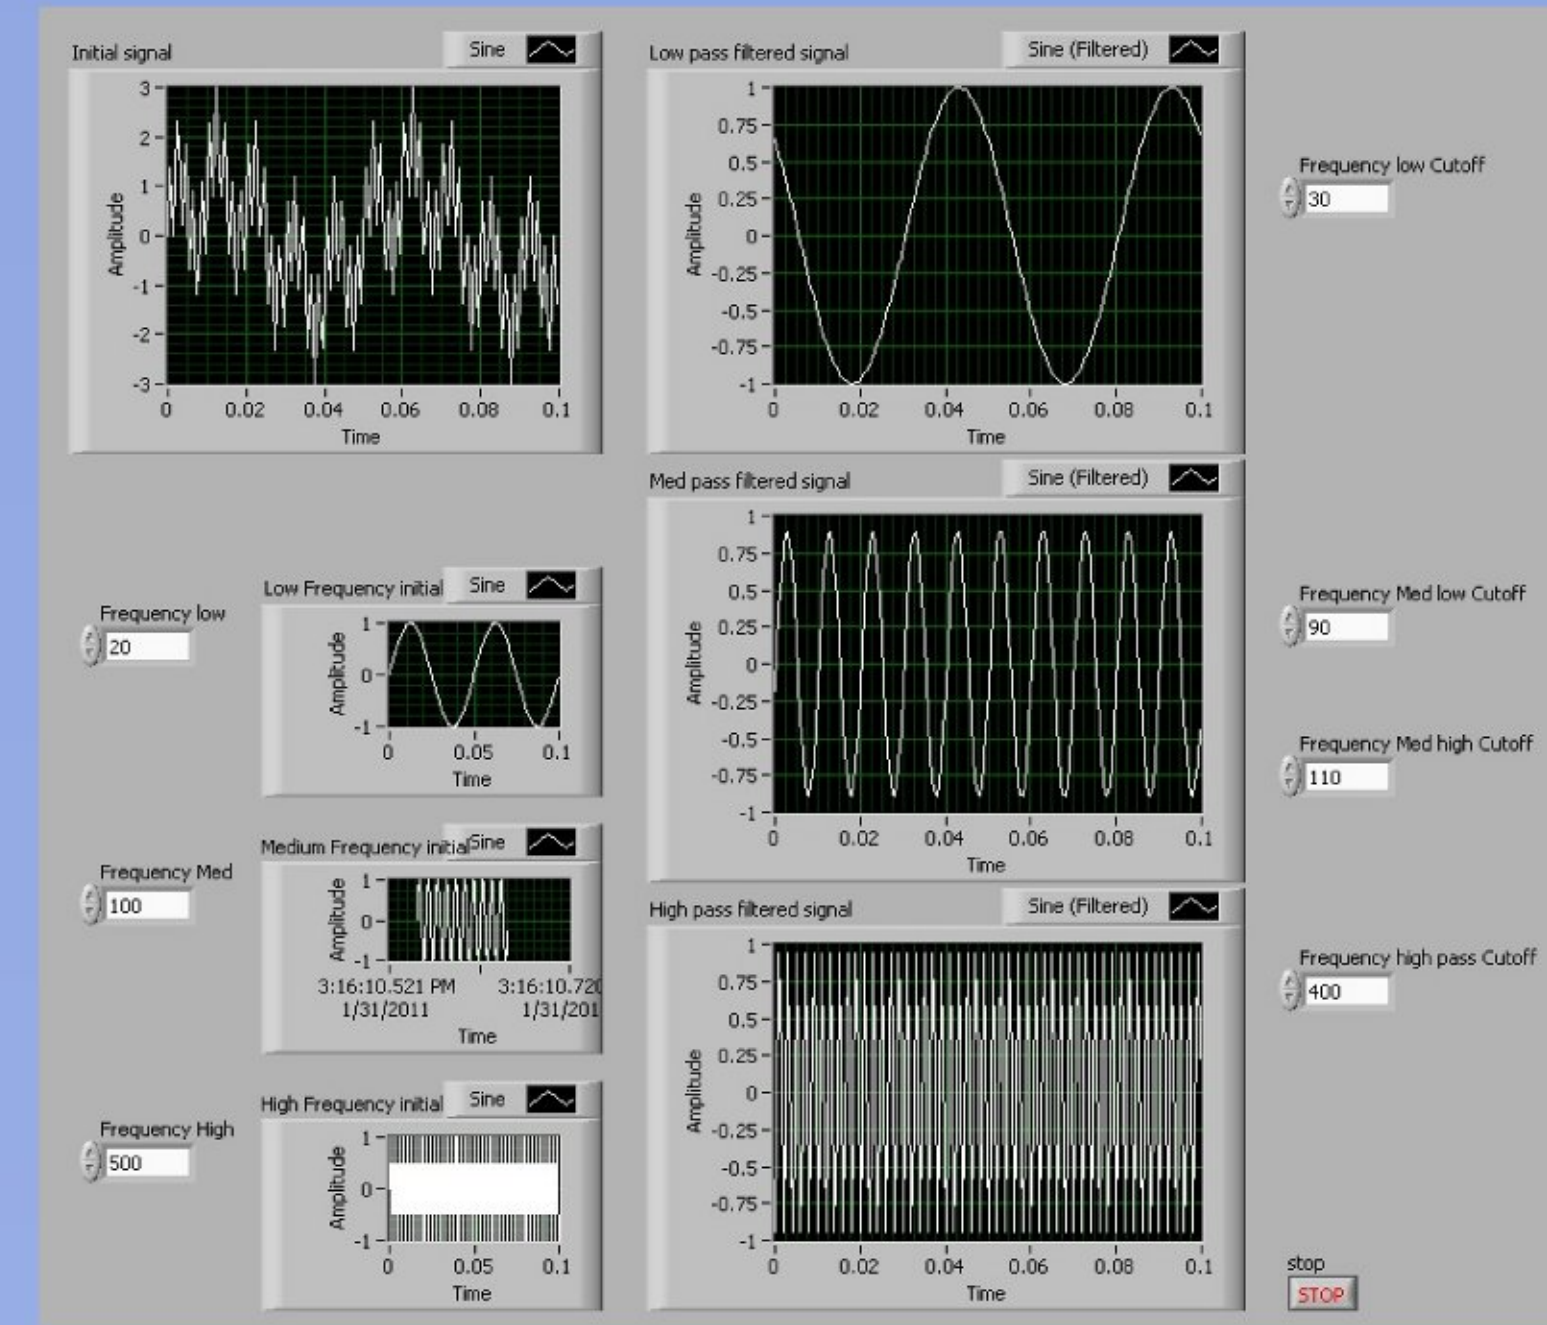 Initial signal
Sine
3
2
1
0
-1
-2
-3
Amplitude
0 0.02 0.04 0.06 0.08 0.1
Time
Low pass filtered signal
Sine (Filtered)
1
0.75
0.5
0.25
0
-0.25
-0.5
-0.75
-1
Amplitude
0 0.02 0.04 0.06 0.08 0.1
Time
Frequency low Cutoff
30
Frequency low
20
Low Frequency initial
Sine
1
0
-1
Amplitude
0 0.05 0.1
Time
Med pass filtered signal
Sine (Filtered)
1
0.75
0.5
0.25
0
-0.25
-0.5
-0.75
-1
Amplitude
0 0.02 0.04 0.06 0.08 0.1
Time
Frequency Med low Cutoff
90
Frequency Med high Cutoff
110
Frequency Med
100
Medium Frequency initial
Sine
1
0
-1
Amplitude
3:16:10.521 PM 3:16:10.720
1/31/2011 1/31/201
Time
Frequency High
500
High Frequency initial
Sine
1
0
-1
Amplitude
0 0.05 0.1
Time
High pass filtered signal
Sine (Filtered)
1
0.75
0.5
0.25
0
-0.25
-0.5
-0.75
-1
Amplitude
0 0.02 0.04 0.06 0.08 0.1
Time
Frequency high pass Cutoff
400
stop
STOP